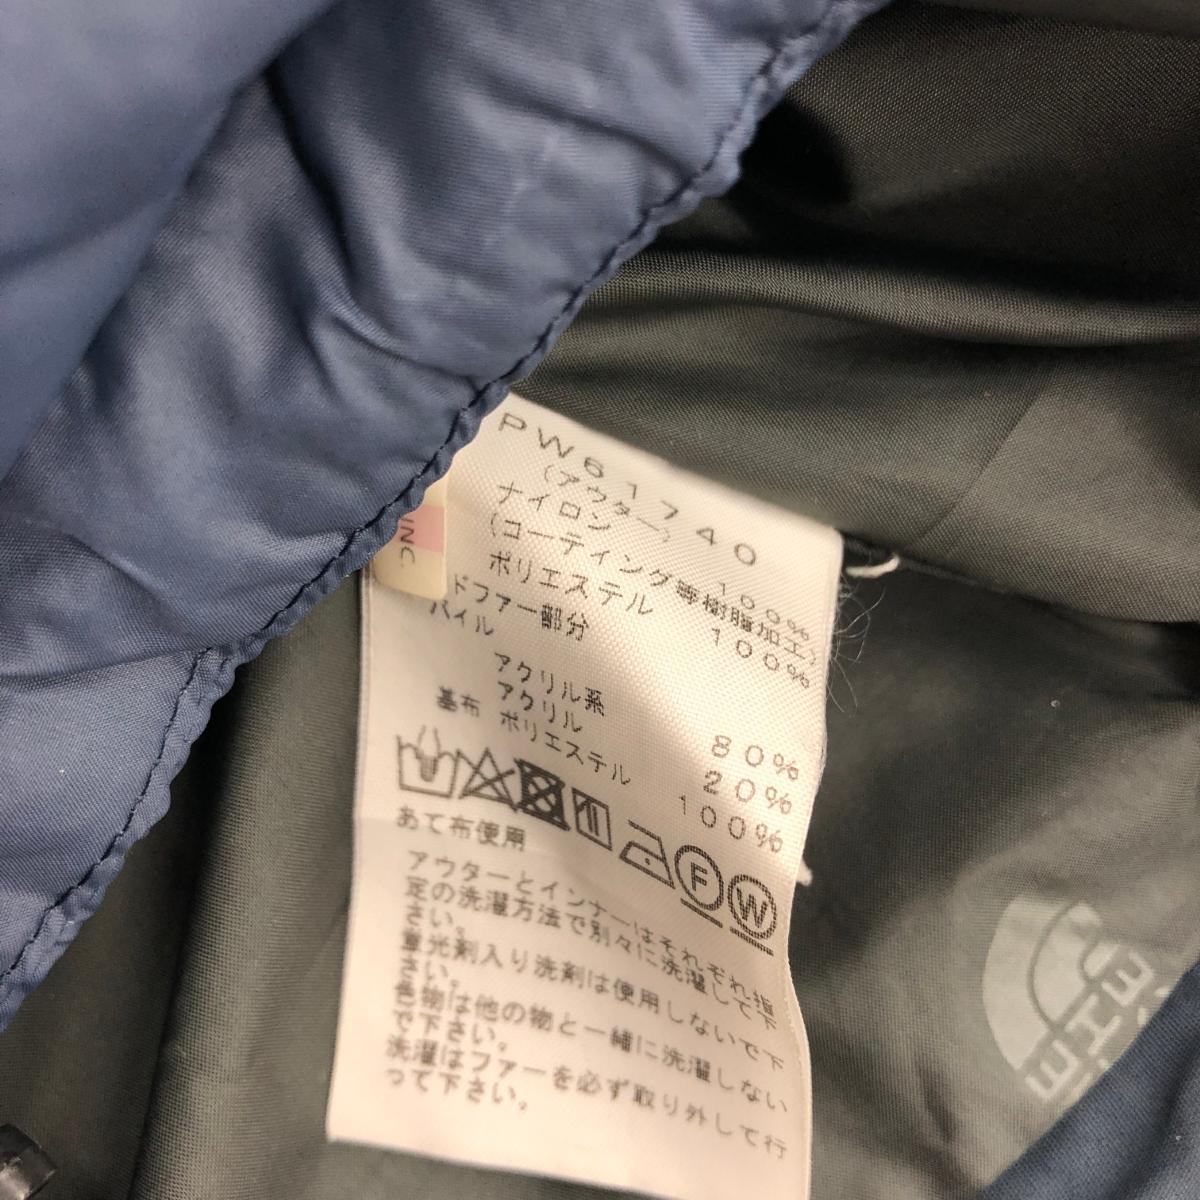 PW61740
(アウター)
ナイロン 100%
(コーティング等樹脂加工)
ポリエステル 100%
ドファー部分
パイル
アクリル系 80%
アクリル 20%
基布 ポリエステル 100%
F W
あて布使用
アウターとインナーはそれぞれ指
定の洗濯方法で別々に洗濯して下
さい。
蛍光剤入り洗剤は使用しないで下
さい。
色物は他の物と一緒に洗濯しない
で下さい。
洗濯はファーを必ず取り外して行
って下さい。
INC.
THE